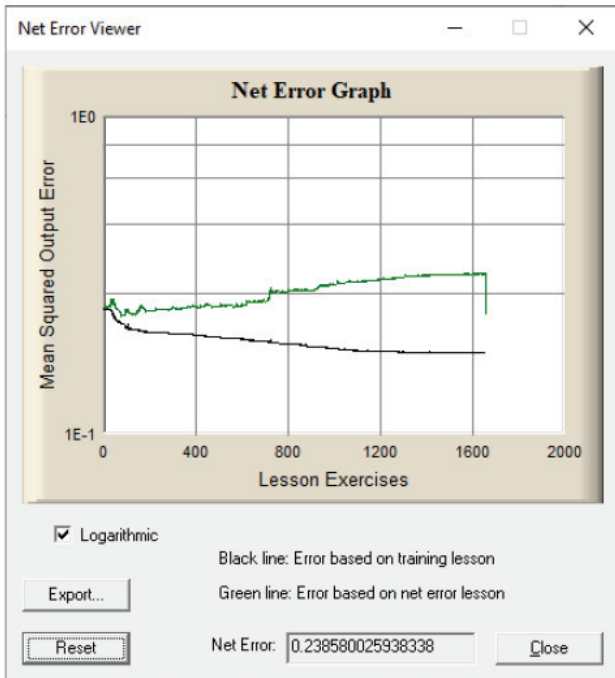 Net Error Viewer
Net Error Graph
1E0
Mean Squared Output Error
1E-1
0 400 800 1200 1600 2000
Lesson Exercises
Logarithmic
Black line: Error based on training lesson
Export...
Green line: Error based on net error lesson
Reset
Net Error: 0.238580025938338
Close